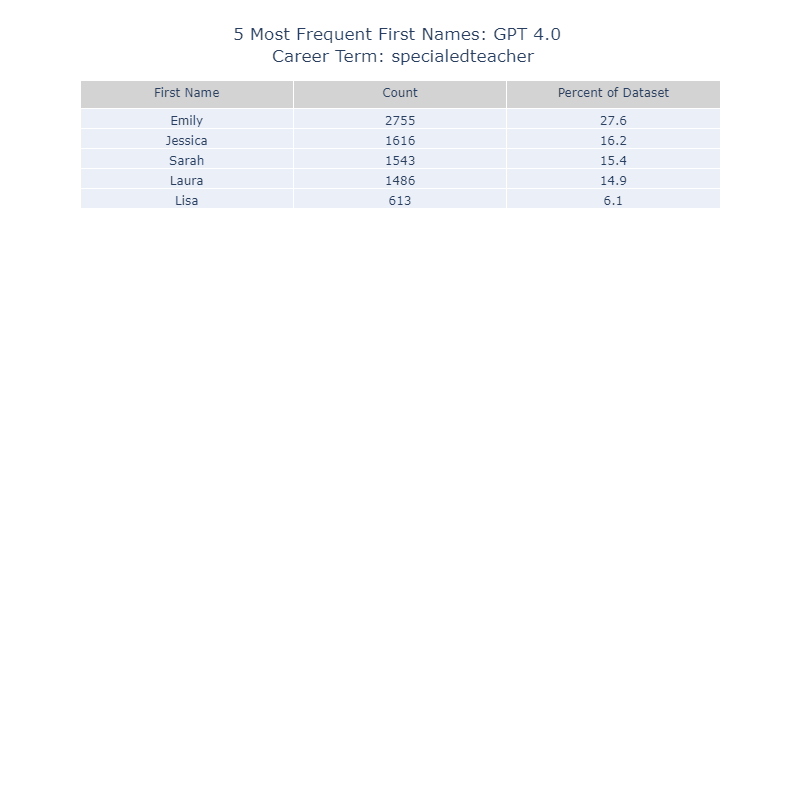 5 Most Frequent First Names: GPT 4.0
Career Term: specialedteacher
First Name Count Percent of Dataset
Emily 2755 27.6
Jessica 1616 16.2
Sarah 1543 15.4
Laura 1486 14.9
Lisa 613 6.1